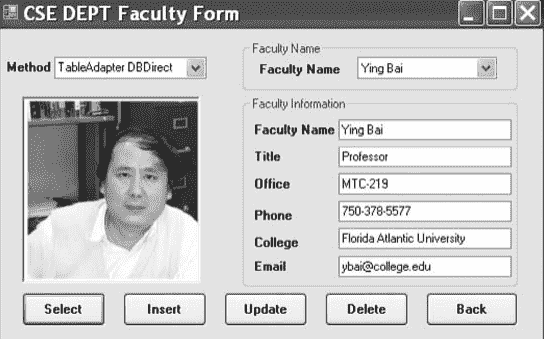 CSE DEPT Faculty Form
Faculty Name
Method TableAdapter DBDirect
Faculty Name Ying Bai
Faculty Information
Faculty Name Ying Bai
Title Professor
Office MTC-219
Phone 750-378-5577
College Florida Atlantic University
Email ybai@college.edu
Select Insert Update Delete Back